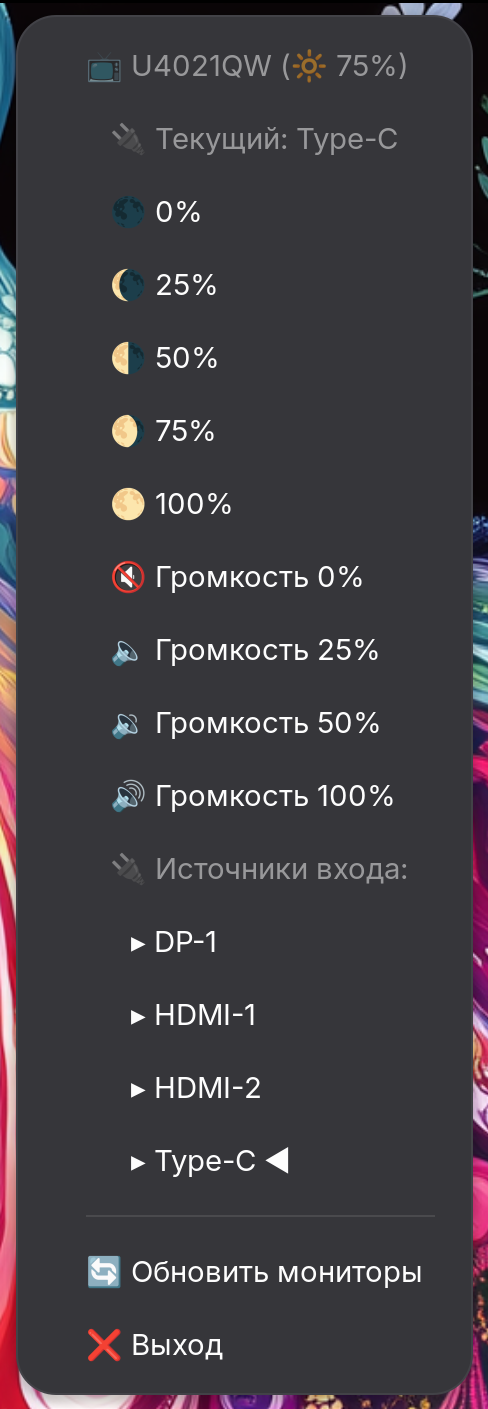 📺 U4021QW (🔆 75%)
🔌 Текущий: Type-C
🌑 0%
🌘 25%
🌗 50%
🌖 75%
🌕 100%
🔇 Громкость 0%
🔈 Громкость 25%
🔉 Громкость 50%
🔊 Громкость 100%
🔌 Источники входа:
▸ DP-1
▸ HDMI-1
▸ HDMI-2
▸ Type-C ◀
🔄 Обновить мониторы
❌ Выход